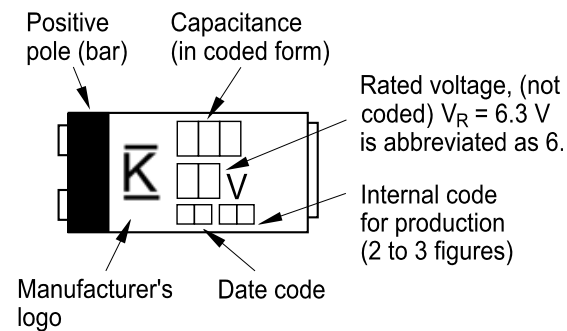 Positive
pole (bar)
Capacitance
(in coded form)
Rated voltage, (not
coded) VR = 6.3 V
is abbreviated as 6.
K
V
Internal code
for production
(2 to 3 figures)
Manufacturer's
logo
Date code